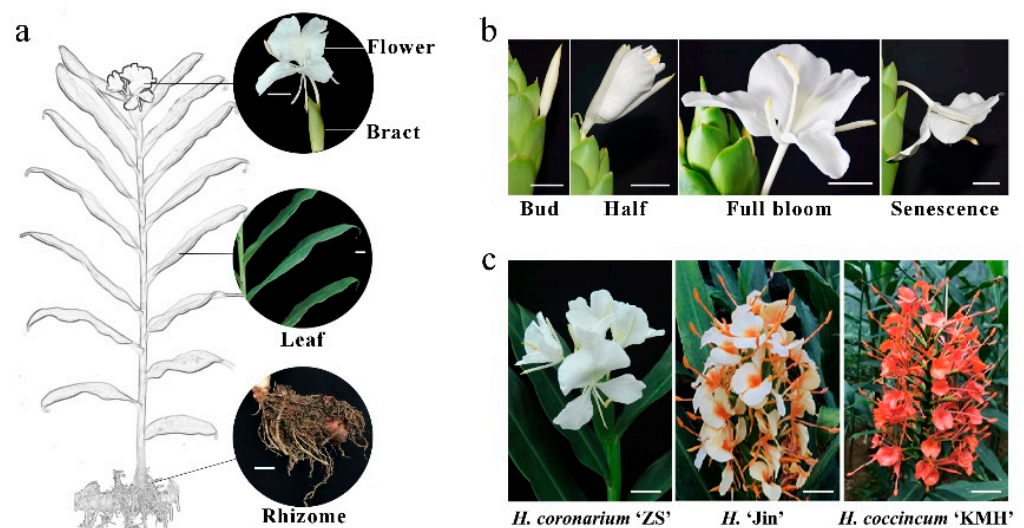 a
Flower
Bract
Leaf
Rhizome
b
Bud
Half
Full bloom
Senescence
c
H. coronarium ‘ZS’
H. ‘Jin’
H. coccincum ‘KMH’